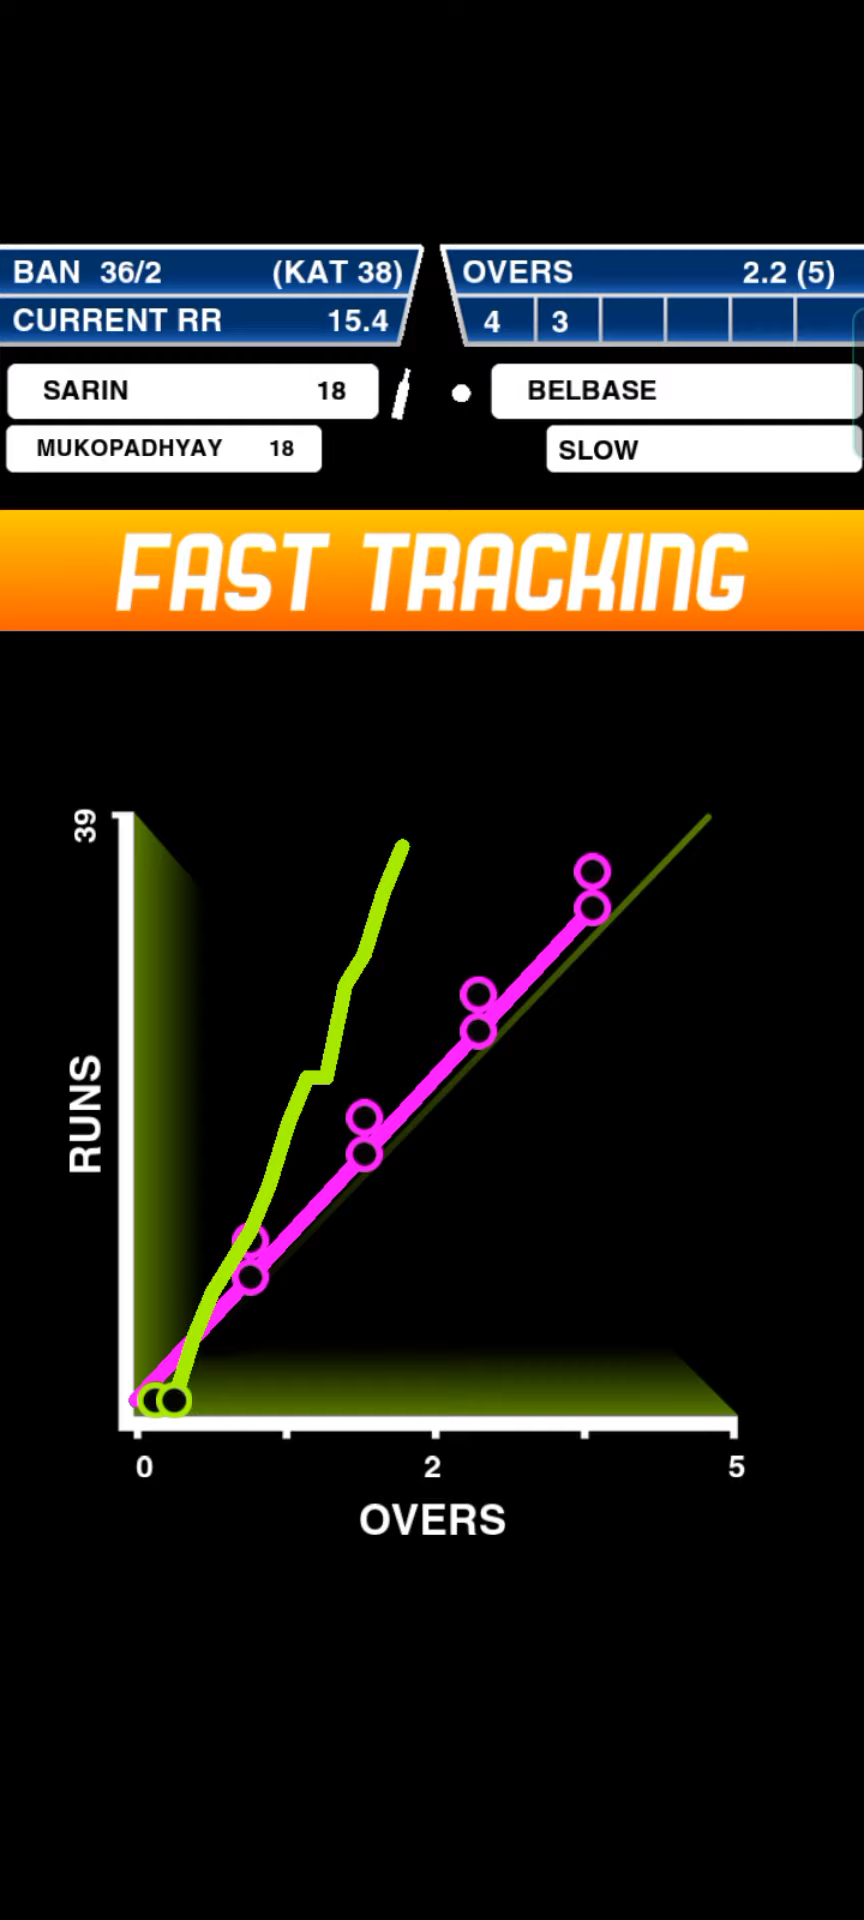 BAN 36/2 (KAT 38) OVERS 2.2 (5)
CURRENT RR 15.4 4 3
SARIN 18 BELBASE
MUKOPADHYAY 18 SLOW
FAST TRACKING
39
RUNS
0 2 5
OVERS